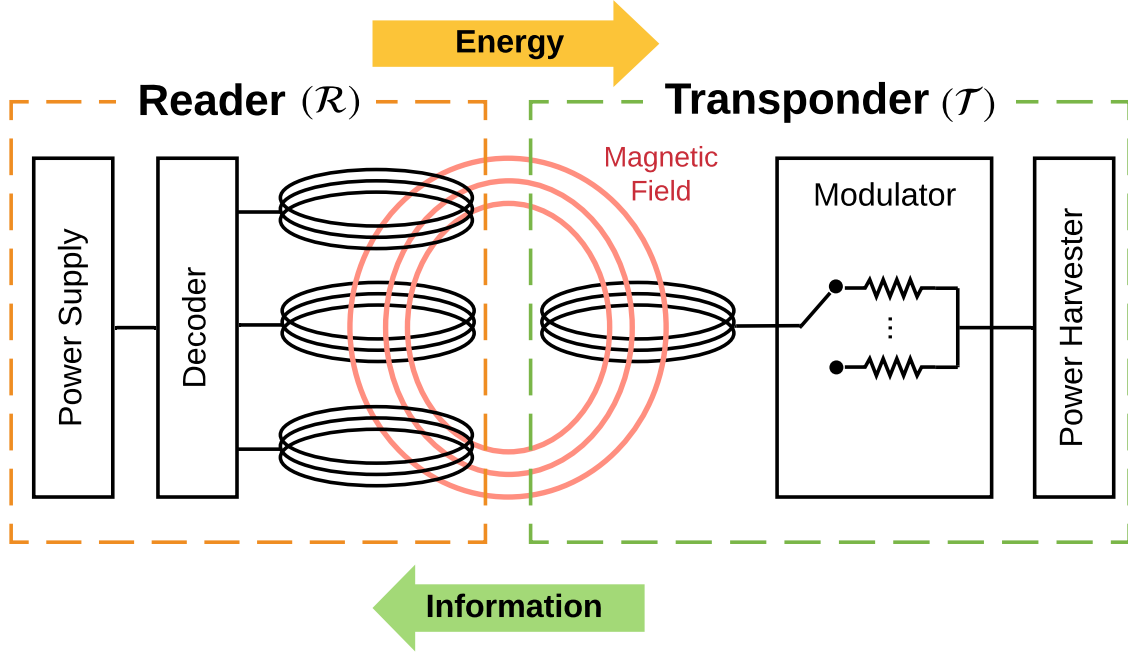 Energy
Reader (ℛ)
Transponder (𝒯)
Magnetic
Field
Modulator
Power Supply
Decoder
...
Power Harvester
Information